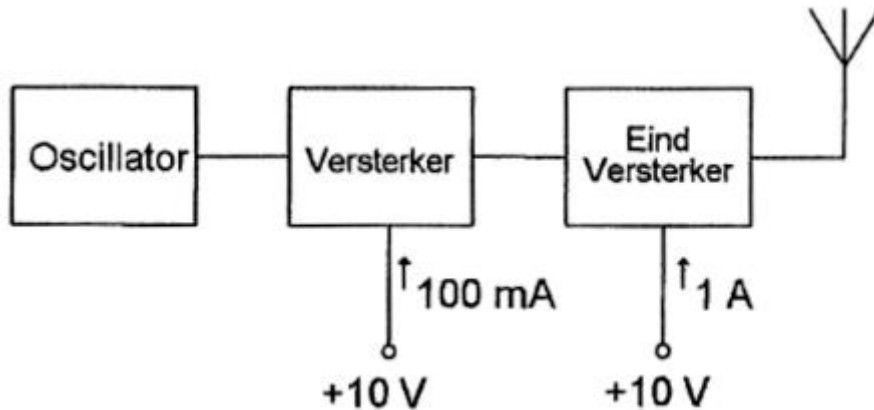 Oscillator
Versterker
Eind
Versterker
↑100 mA
↑1 A
+10 V
+10 V